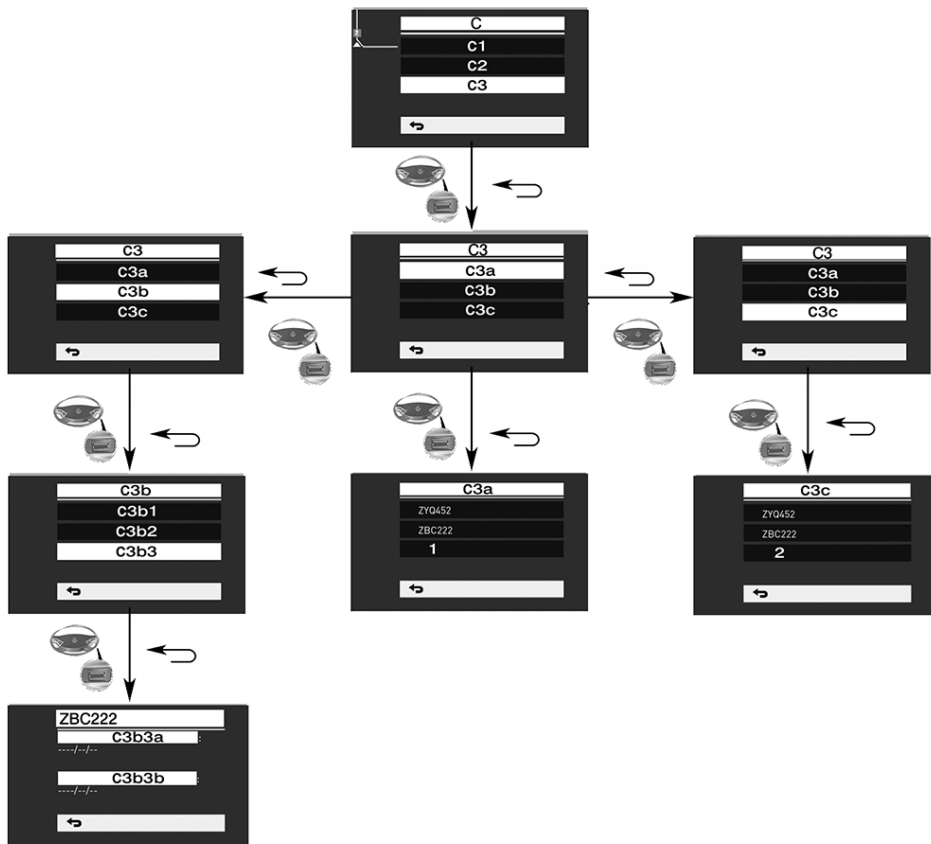 C
C1
C2
C3
C3
C3a
C3b
C3c
C3
C3a
C3b
C3c
C3
C3a
C3b
C3c
C3b
C3b1
C3b2
C3b3
C3a
ZYQ452
ZBC222
1
C3c
ZYQ452
ZBC222
2
ZBC222
C3b3a :
----/--/--
C3b3b :
----/--/--